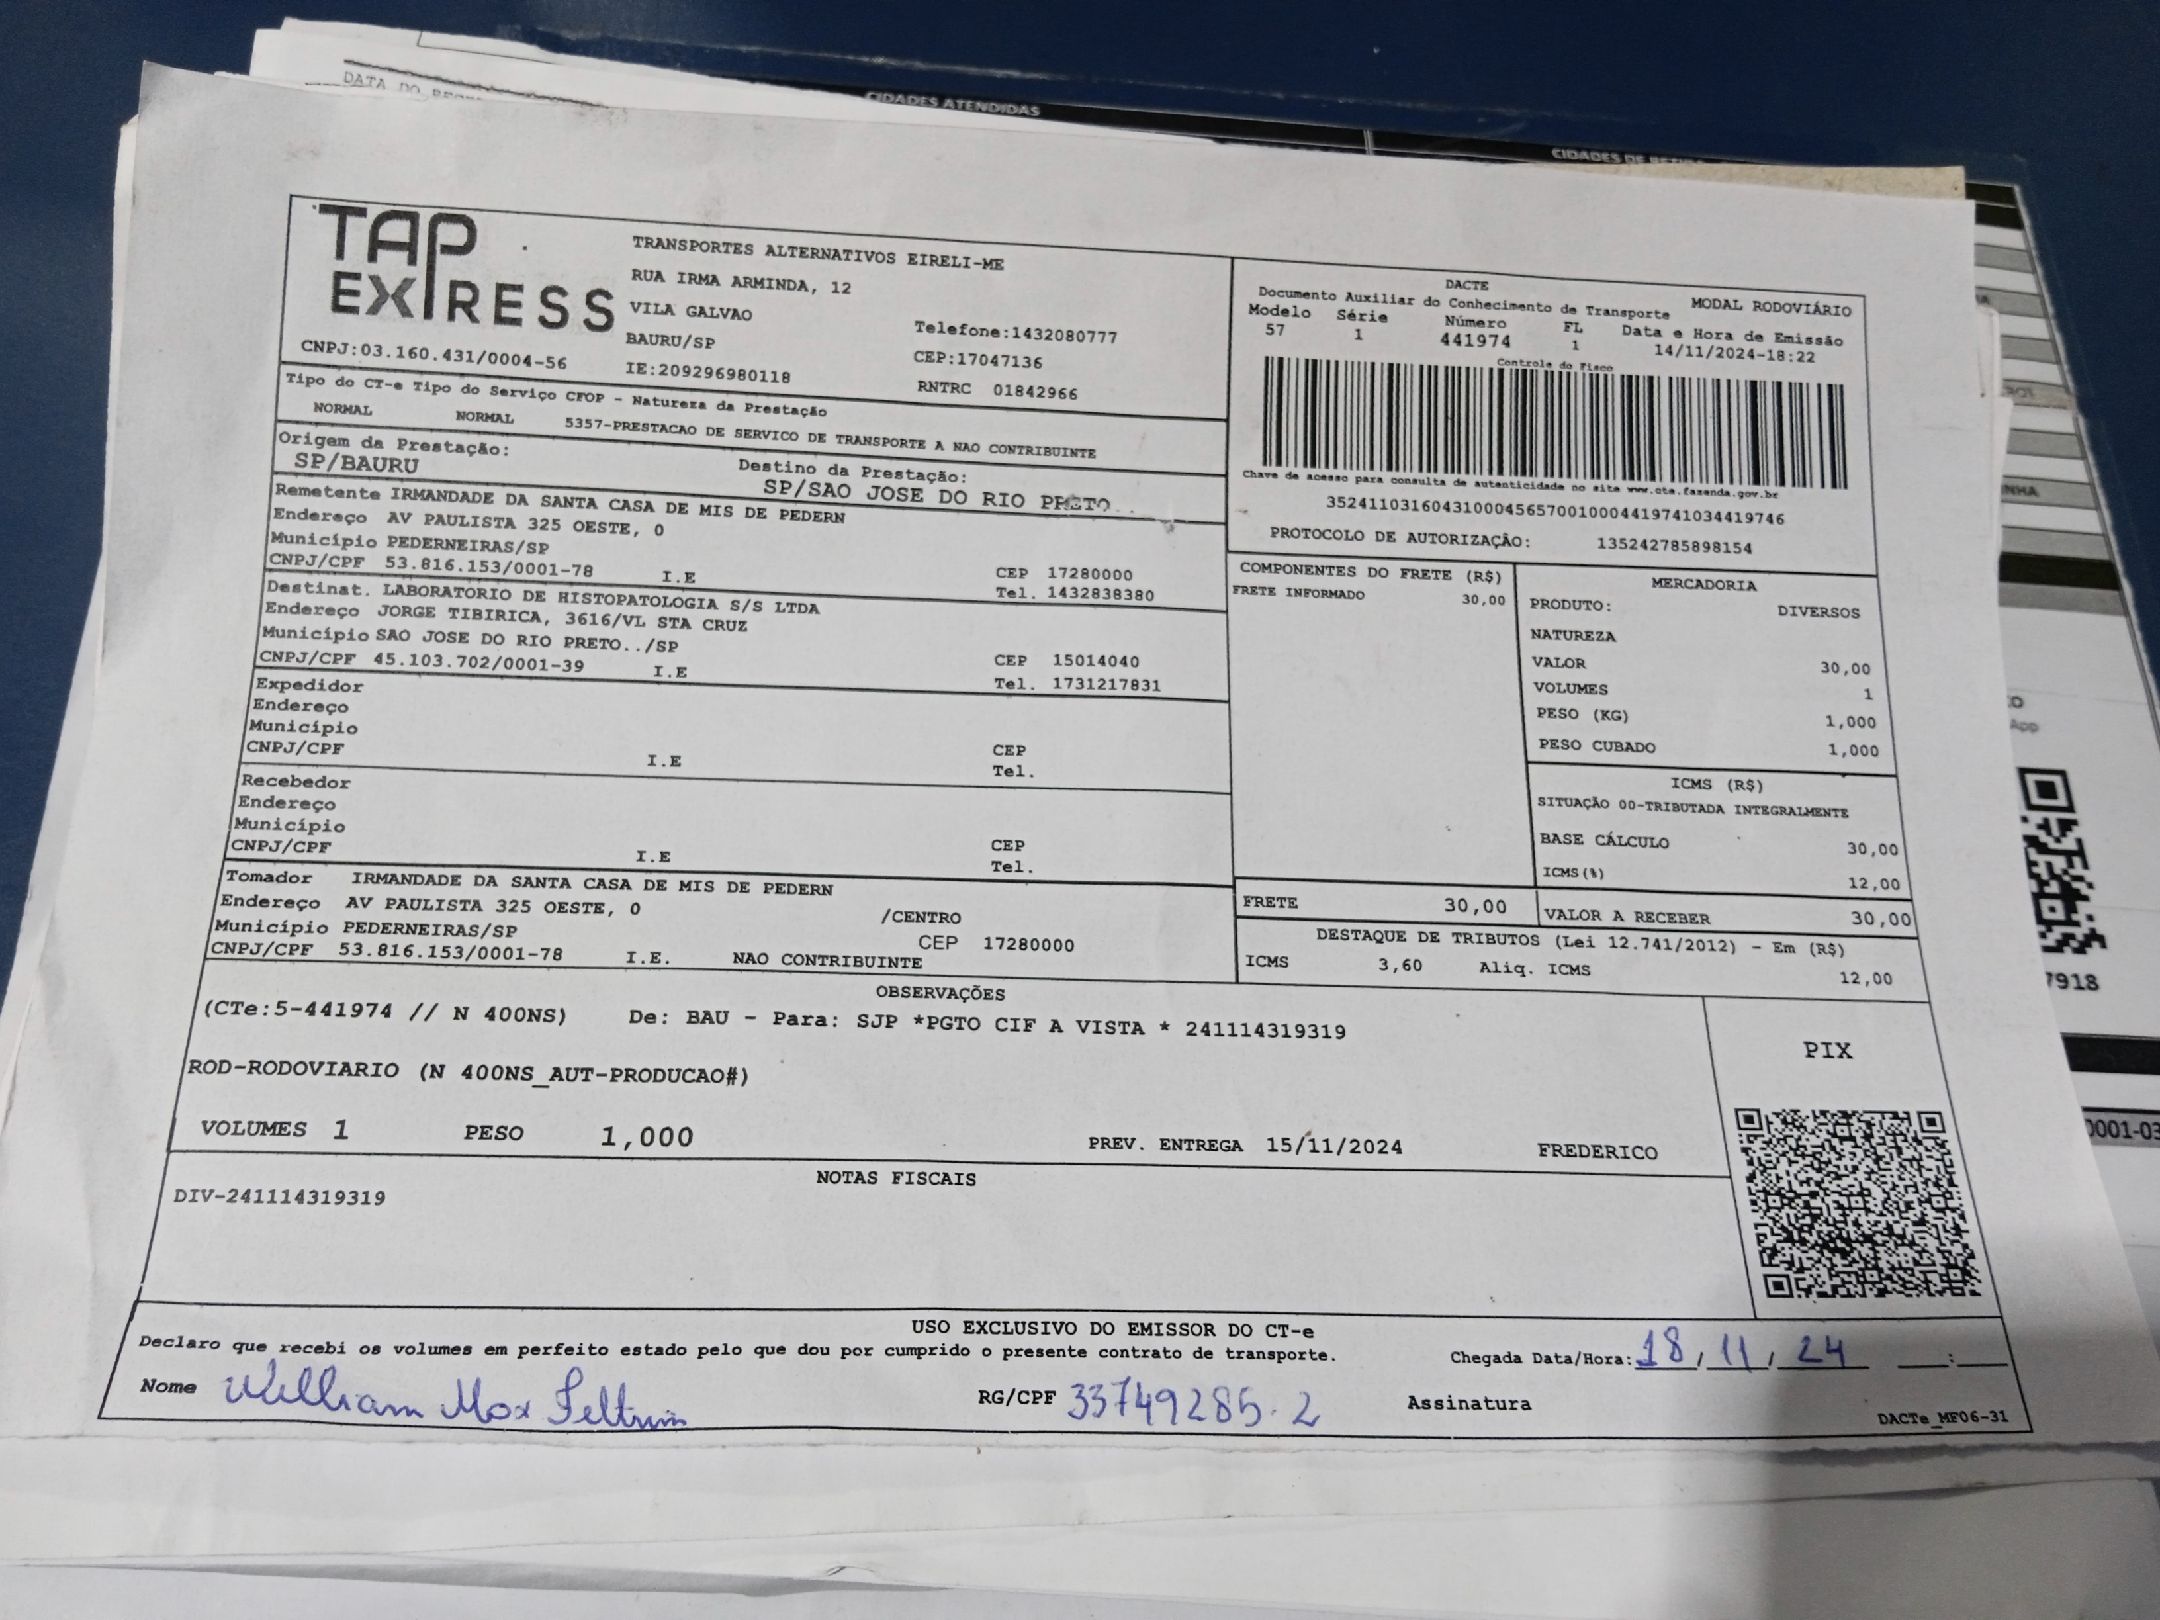 DATA DO
CIDADES ATENDIDAS
TAP
EXPRESS
TRANSPORTES ALTERNATIVOS EIRELI-ME
RUA IRMA ARMINDA, 12
VILA GALVAO
BAURU/SP
Telefone:1432080777
CEP:17047136
CNPJ:03.160.431/0004-56
IE:209296980118
RNTRC 01842966
DACTE
Documento Auxiliar do Conhecimento de Transporte
MODAL RODOVIÁRIO
Modelo Série Número FL Data e Hora de Emissão
57 1 441974 1 14/11/2024-18:22
Controle do Fisco
Chave de acesso para consulta de autenticidade no site www.cte.fazenda.gov.br
35241103160431000456570010004419741034419746
PROTOCOLO DE AUTORIZAÇÃO: 135242785898154
Tipo do CT-e Tipo do Serviço CFOP - Natureza da Prestação
NORMAL NORMAL 5357-PRESTACAO DE SERVICO DE TRANSPORTE A NAO CONTRIBUINTE
Origem da Prestação:
SP/BAURU
Destino da Prestação:
SP/SAO JOSE DO RIO PRETO..
Remetente IRMANDADE DA SANTA CASA DE MIS DE PEDERN
Endereço AV PAULISTA 325 OESTE, 0
Município PEDERNEIRAS/SP
CEP 17280000
CNPJ/CPF 53.816.153/0001-78 I.E
Tel. 1432838380
Destinat. LABORATORIO DE HISTOPATOLOGIA S/S LTDA
Endereço JORGE TIBIRICA, 3616/VL STA CRUZ
Município SAO JOSE DO RIO PRETO../SP
CEP 15014040
CNPJ/CPF 45.103.702/0001-39 I.E
Tel. 1731217831
Expedidor
Endereço
Município
CEP
CNPJ/CPF I.E
Tel.
Recebedor
Endereço
Município
CEP
CNPJ/CPF I.E
Tel.
Tomador IRMANDADE DA SANTA CASA DE MIS DE PEDERN
Endereço AV PAULISTA 325 OESTE, 0 /CENTRO
Município PEDERNEIRAS/SP CEP 17280000
CNPJ/CPF 53.816.153/0001-78 I.E. NAO CONTRIBUINTE
COMPONENTES DO FRETE (R$)
FRETE INFORMADO 30,00
MERCADORIA
PRODUTO: DIVERSOS
NATUREZA
VALOR 30,00
VOLUMES 1
PESO (KG) 1,000
PESO CUBADO 1,000
ICMS (R$)
SITUAÇÃO 00-TRIBUTADA INTEGRALMENTE
BASE CÁLCULO 30,00
ICMS(%) 12,00
FRETE 30,00
VALOR A RECEBER 30,00
DESTAQUE DE TRIBUTOS (Lei 12.741/2012) - Em (R$)
ICMS 3,60 Aliq. ICMS 12,00
OBSERVAÇÕES
(CTe:5-441974 // N 400NS) De: BAU - Para: SJP *PGTO CIF A VISTA * 241114319319
ROD-RODOVIARIO (N 400NS_AUT-PRODUCAO#)
VOLUMES 1 PESO 1,000 PREV. ENTREGA 15/11/2024 FREDERICO
PIX
NOTAS FISCAIS
DIV-241114319319
USO EXCLUSIVO DO EMISSOR DO CT-e
Declaro que recebi os volumes em perfeito estado pelo que dou por cumprido o presente contrato de transporte.
Chegada Data/Hora: 18/11/24 __:__
Nome William Max Feltrin RG/CPF 33749285.2 Assinatura
DACTe_MF06-31
App
7918
0001-03